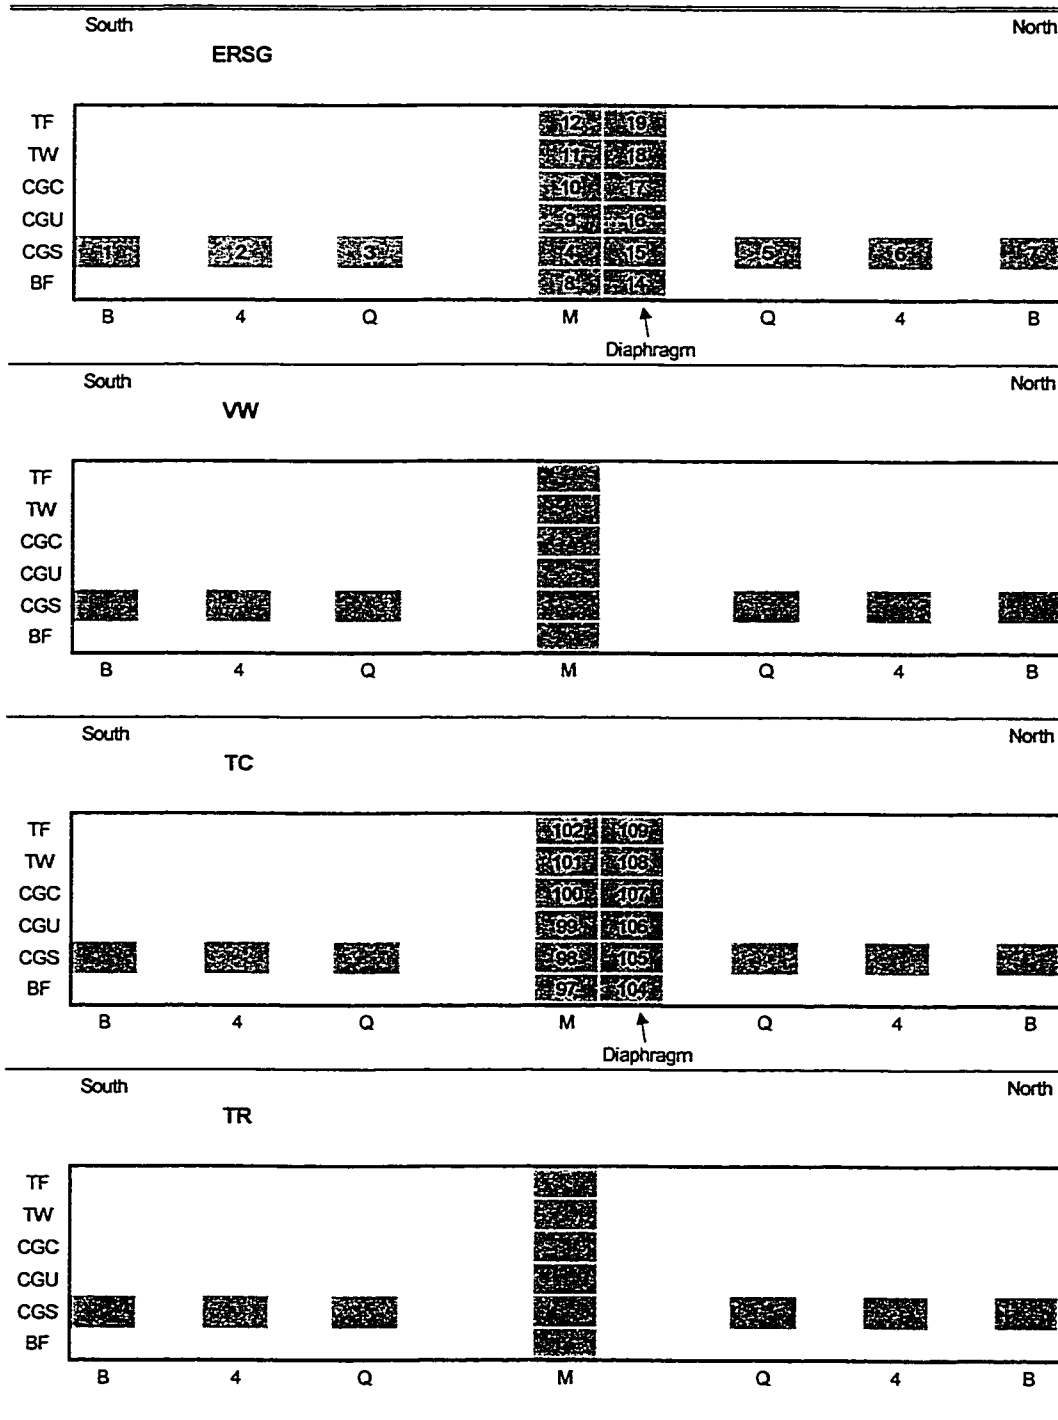 South North
ERSG
TF 12 19
TW 11 18
CGC 10 17
CGU 9 16
CGS 1 2 3 4 15 5 6 7
BF 8 14
B 4 Q M Q 4 B
Diaphragm
South North
VW
TF
TW
CGC
CGU
CGS
BF
B 4 Q M Q 4 B
South North
TC
TF 102 109
TW 101 108
CGC 100 107
CGU 99 106
CGS 98 105
BF 97 104
B 4 Q M Q 4 B
Diaphragm
South North
TR
TF
TW
CGC
CGU
CGS
BF
B 4 Q M Q 4 B